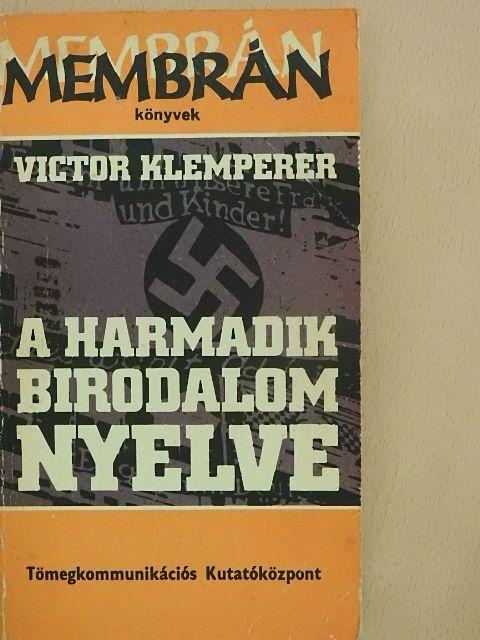 MEMBRÁN
MEMBRÁN
könyvek
VICTOR KLEMPERER
und Kinder!
A HARMADIK
BIRODALOM
NYELVE
Tömegkommunikációs Kutatóközpont